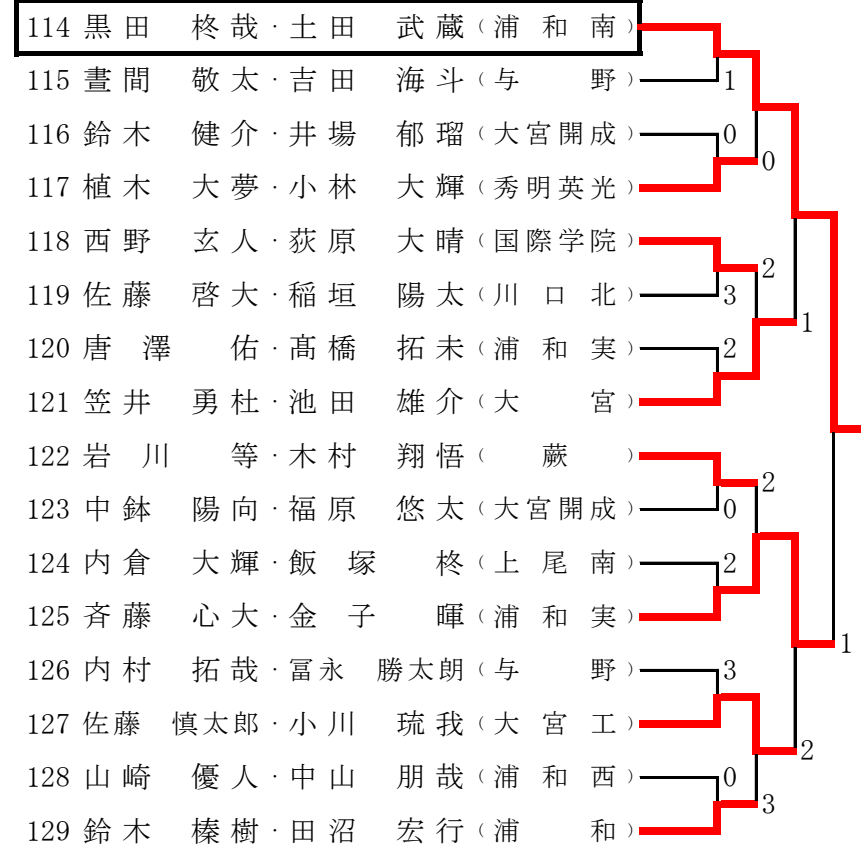 114 黒田 柊哉・土田 武蔵（浦和南）
115 晝間 敬太・吉田 海斗（与野） 1
116 鈴木 健介・井場 郁瑠（大宮開成） 0
0
117 植木 大夢・小林 大輝（秀明英光）
118 西野 玄人・荻原 大晴（国際学院）
2
119 佐藤 啓大・稲垣 陽太（川口北） 3
1
120 唐澤 佑・髙橋 拓未（浦和実） 2
121 笠井 勇杜・池田 雄介（大宮）
122 岩川 等・木村 翔悟（蕨）
2
123 中鉢 陽向・福原 悠太（大宮開成） 0
124 内倉 大輝・飯塚 柊（上尾南） 2
125 斉藤 心大・金子 暉（浦和実）
1
126 内村 拓哉・冨永 勝太朗（与野） 3
127 佐藤 慎太郎・小川 琉我（大宮工）
2
128 山崎 優人・中山 朋哉（浦和西） 0
3
129 鈴木 榛樹・田沼 宏行（浦和）